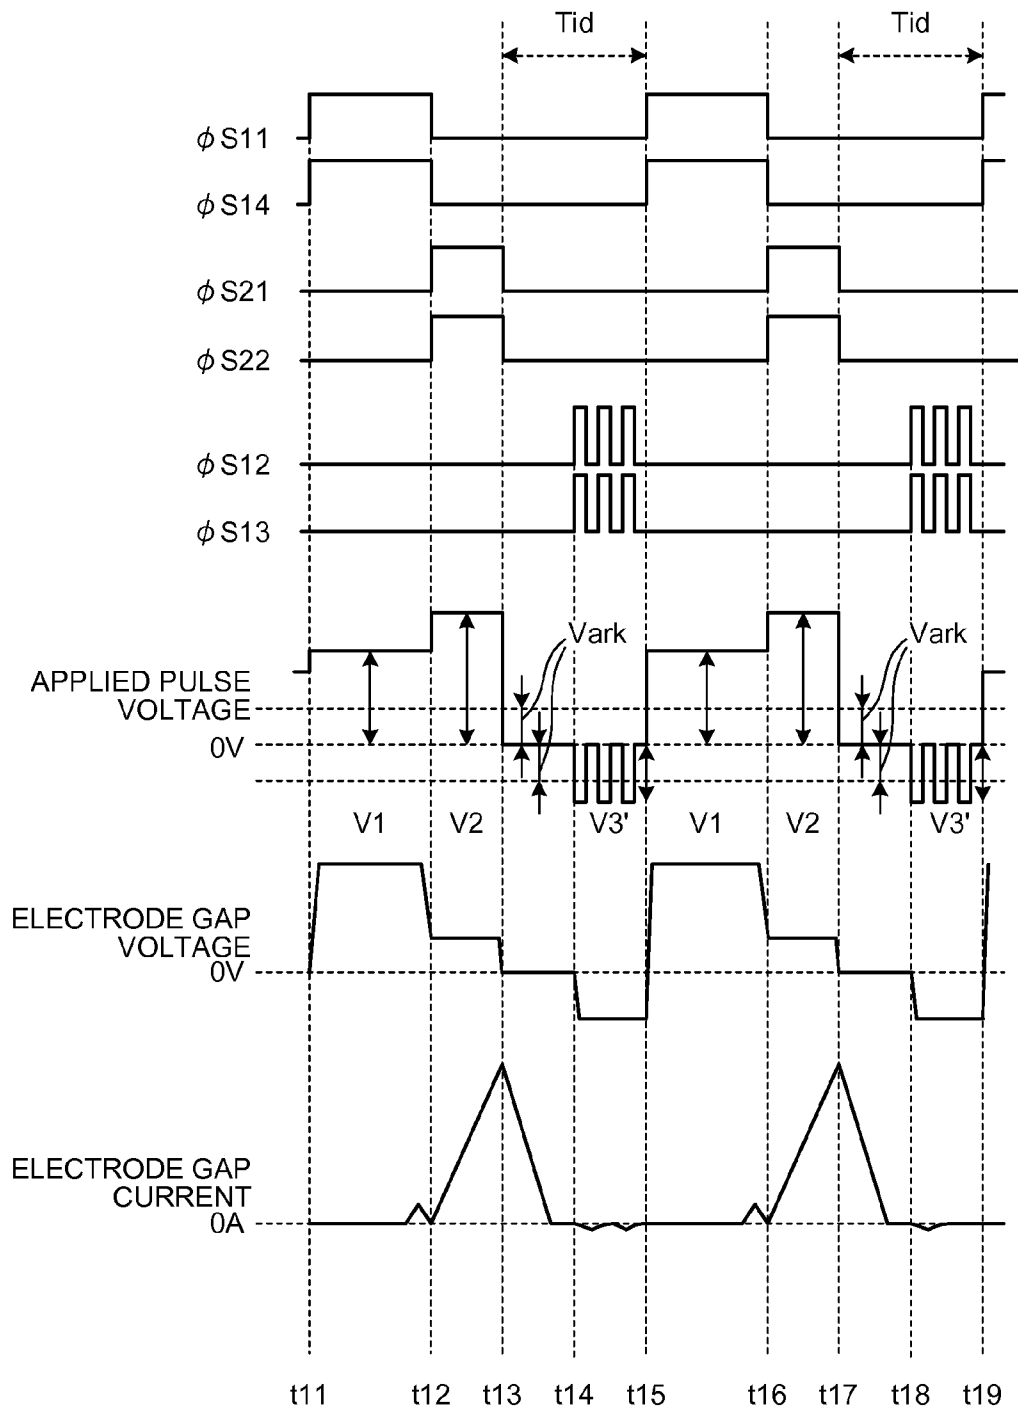 Tid Tid
φS11
φS14
φS21
φS22
φS12
φS13
Vark Vark
APPLIED PULSE
VOLTAGE
0V
V1 V2 V3' V1 V2 V3'
ELECTRODE GAP
VOLTAGE
0V
ELECTRODE GAP
CURRENT
0A
t11 t12 t13 t14 t15 t16 t17 t18 t19